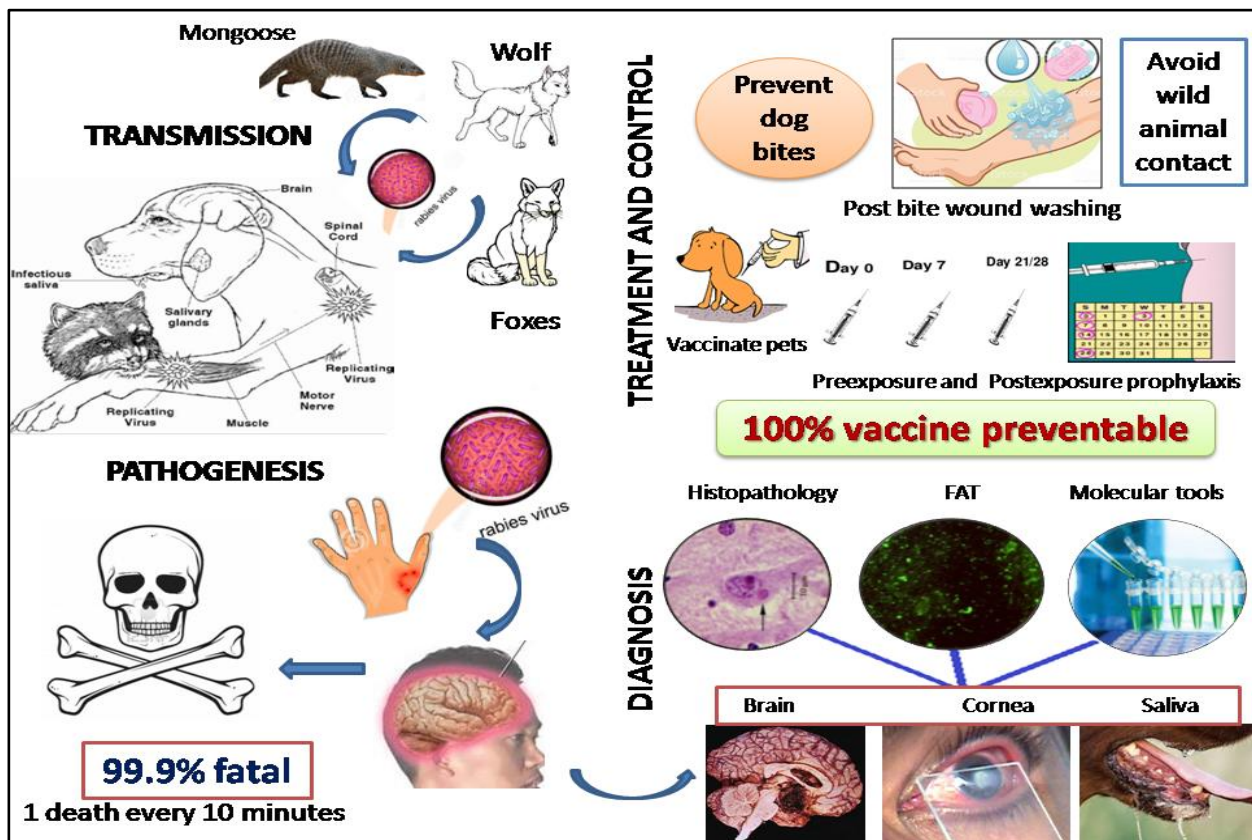 Mongoose
Wolf
TRANSMISSION
rabies virus
Foxes
Brain
Spinal
Cord
Infectious
saliva
Salivary
glands
Replicating
Virus
Motor
Nerve
Replicating
Virus
Muscle
PATHOGENESIS
rabies virus
99.9% fatal
1 death every 10 minutes
TREATMENT AND CONTROL
Prevent
dog
bites
Avoid
wild
animal
contact
Post bite wound washing
Vaccinate pets
Day 0
Day 7
Day 21/28
S M T W T F S
Preexposure and Postexposure prophylaxis
100% vaccine preventable
DIAGNOSIS
Histopathology
FAT
Molecular tools
Brain
Cornea
Saliva